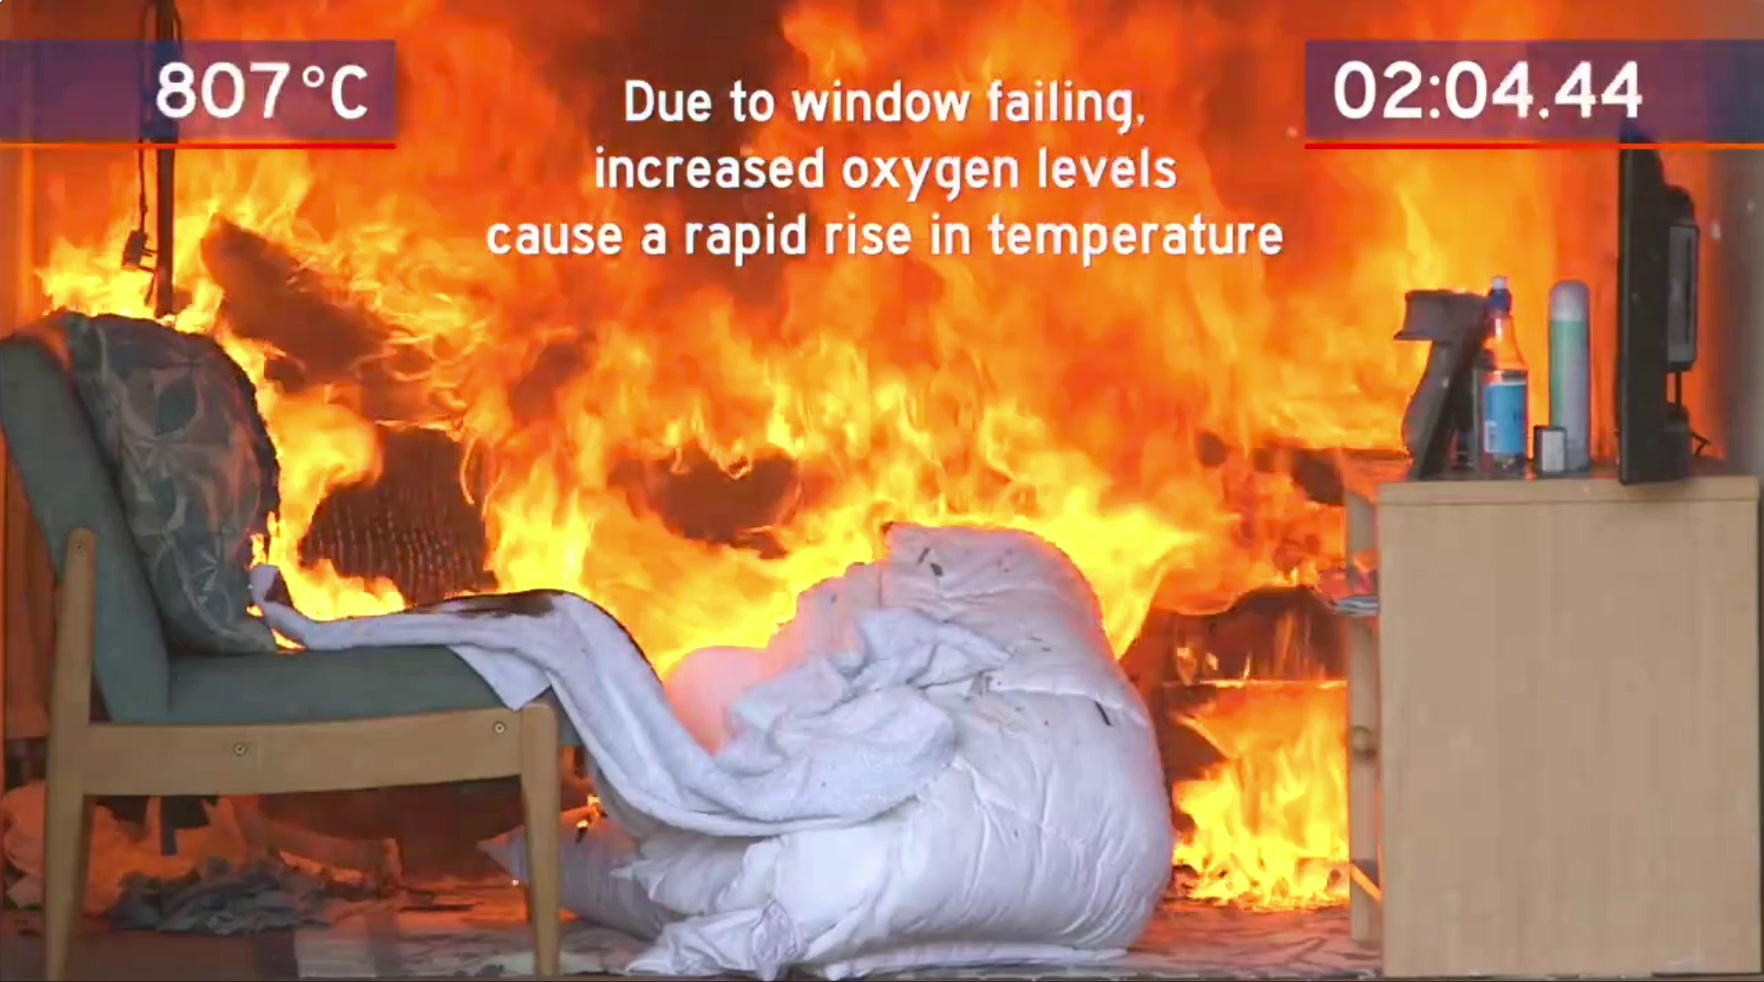 807°C
Due to window failing,
increased oxygen levels
cause a rapid rise in temperature
02:04.44